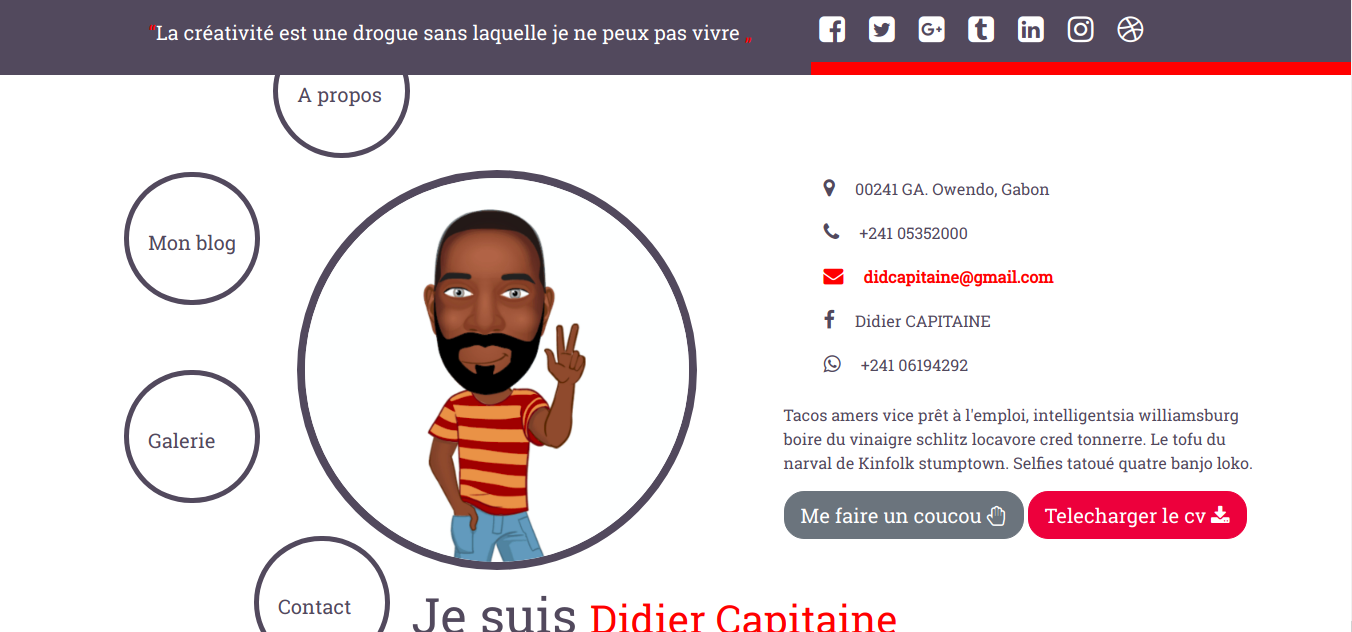 "La créativité est une drogue sans laquelle je ne peux pas vivre „
A propos
Mon blog
Galerie
Contact
00241 GA. Owendo, Gabon
+241 05352000
didcapitaine@gmail.com
Didier CAPITAINE
+241 06194292
Tacos amers vice prêt à l'emploi, intelligentsia williamsburg
boire du vinaigre schlitz locavore cred tonnerre. Le tofu du
narval de Kinfolk stumptown. Selfies tatoué quatre banjo loko.
Me faire un coucou
Telecharger le cv
Je suis Didier Capitaine